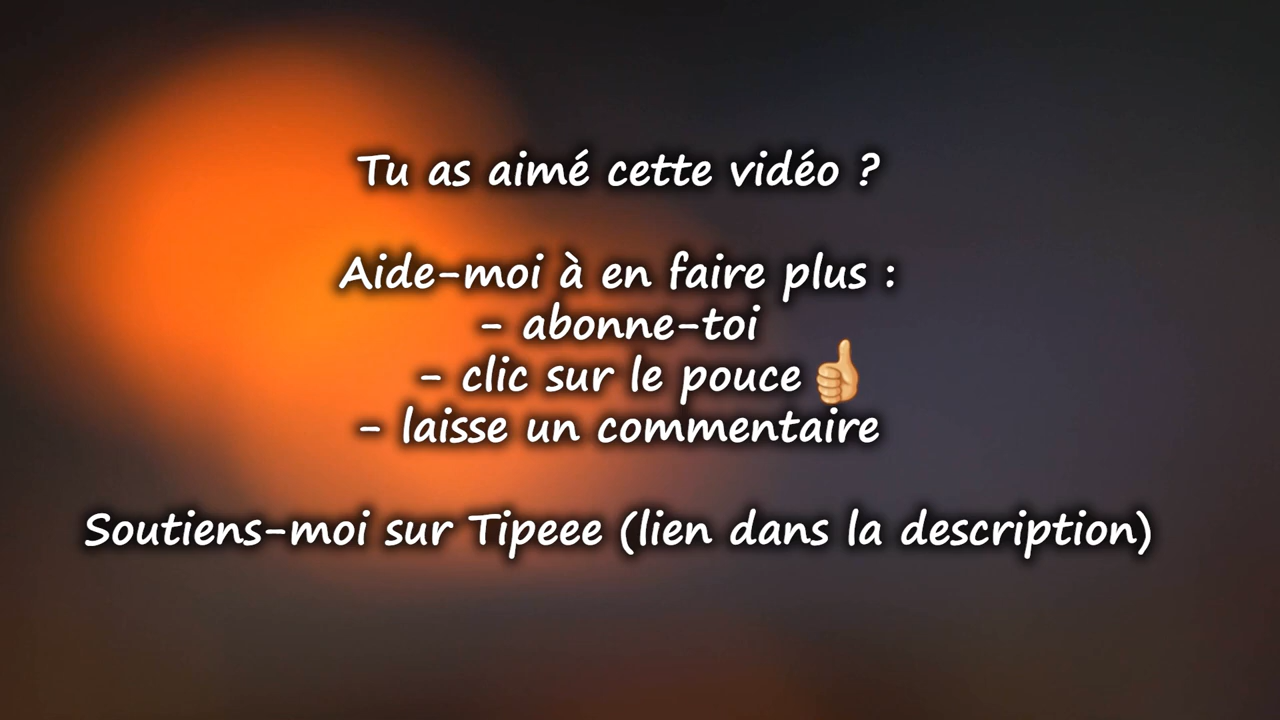 Tu as aimé cette vidéo ?
Aide-moi à en faire plus :
- abonne-toi
- clic sur le pouce 👍
- laisse un commentaire
Soutiens-moi sur Tipeee (lien dans la description)